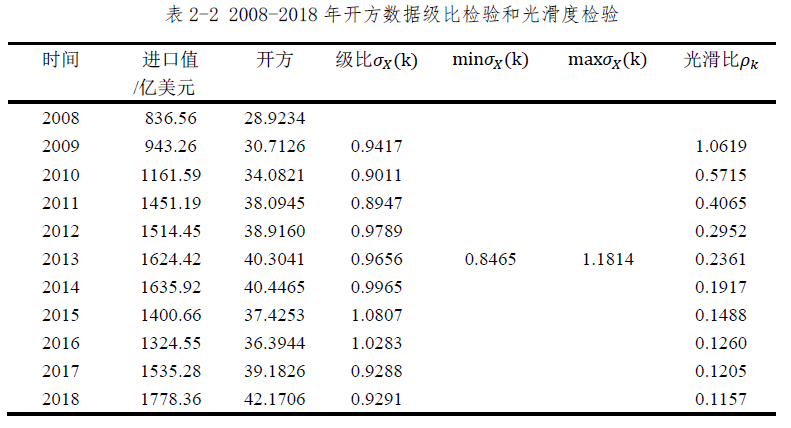 表 2-2 2008-2018 年开方数据级比检验和光滑度检验
时间 进口值 开方 级比σX(k) minσX(k) maxσX(k) 光滑比ρk
/亿美元
2008 836.56 28.9234
2009 943.26 30.7126 0.9417 1.0619
2010 1161.59 34.0821 0.9011 0.5715
2011 1451.19 38.0945 0.8947 0.4065
2012 1514.45 38.9160 0.9789 0.2952
2013 1624.42 40.3041 0.9656 0.8465 1.1814 0.2361
2014 1635.92 40.4465 0.9965 0.1917
2015 1400.66 37.4253 1.0807 0.1488
2016 1324.55 36.3944 1.0283 0.1260
2017 1535.28 39.1826 0.9288 0.1205
2018 1778.36 42.1706 0.9291 0.1157